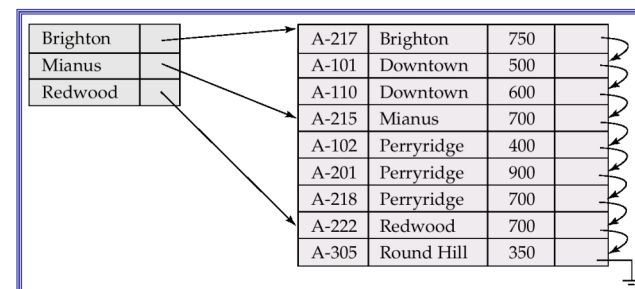 Brighton
Mianus
Redwood
A-217 Brighton 750
A-101 Downtown 500
A-110 Downtown 600
A-215 Mianus 700
A-102 Perryridge 400
A-201 Perryridge 900
A-218 Perryridge 700
A-222 Redwood 700
A-305 Round Hill 350